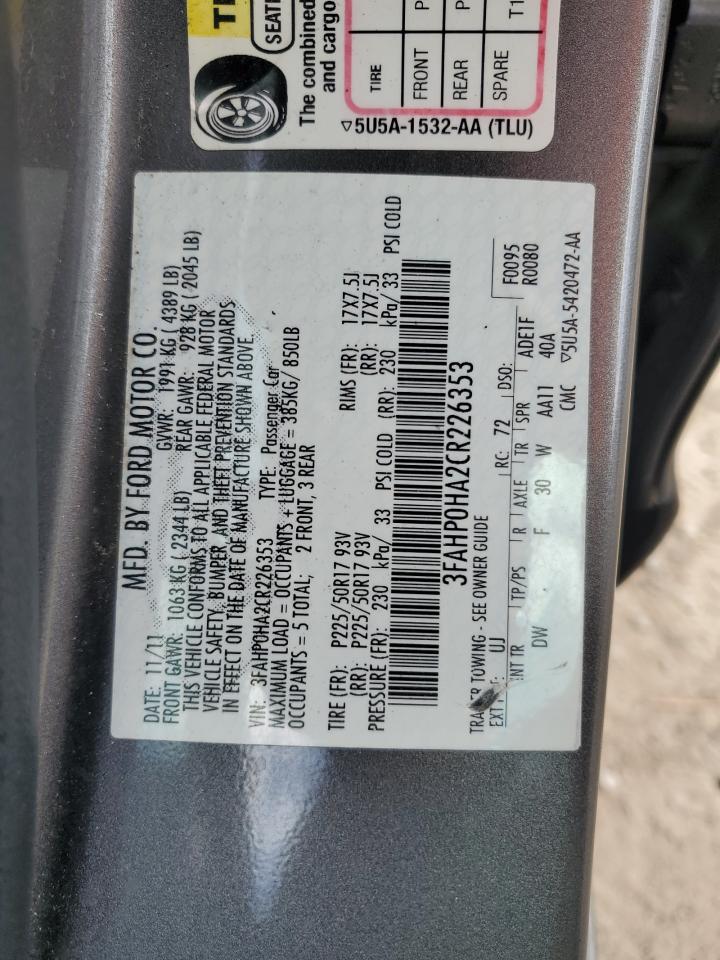 SEATI
The combined
and cargo
TIRE
FRONT P
REAR P
SPARE T1
▽5U5A-1532-AA (TLU)
MFD. BY FORD MOTOR CO.
DATE: 11/11 GVWR: 1991 KG ( 4389 LB)
FRONT GAWR: 1063 KG ( 2344 LB) REAR GAWR: 928 KG ( 2045 LB)
THIS VEHICLE CONFORMS TO ALL APPLICABLE FEDERAL MOTOR
VEHICLE SAFETY, BUMPER, AND THEFT PREVENTION STANDARDS
IN EFFECT ON THE DATE OF MANUFACTURE SHOWN ABOVE.
VIN: 3FAHP0HA2CR226353 TYPE: Passenger Car
MAXIMUM LOAD = OCCUPANTS + LUGGAGE = 385KG/ 850LB
OCCUPANTS = 5 TOTAL; 2 FRONT, 3 REAR
TIRE (FR): P225/50R17 93V RIMS (FR): 17X7.5J
(RR): P225/50R17 93V (RR): 17X7.5J
PRESSURE (FR): 230 kPa/ 33 PSI COLD (RR): 230 kPa/ 33 PSI COLD
3FAHP0HA2CR226353
TOWING - SEE OWNER GUIDE
EXT UJ RC: 72 DSO: F0095
R0080
INT TR TP/PS R AXLE TR SPR ADE1F
DW F 30 W AA11 40A
CMC ▽5U5A-5420472-AA